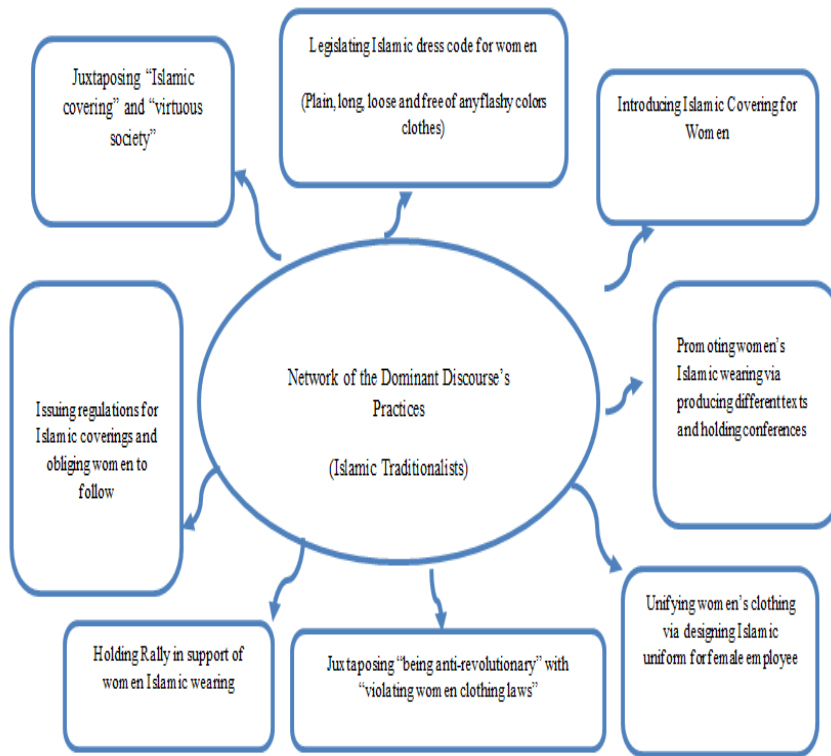 Juxtaposing “Islamic
covering” and “virtuous
society”
Legislating Islamic dress code for women
(Plain, long, loose and free of any flashy colors
clothes)
Introducing Islamic Covering for
Women
Issuing regulations for
Islamic coverings and
obliging women to
follow
Network of the Dominant Discourse’s
Practices
(Islamic Traditionalists)
Promoting women’s
Islamic wearing via
producing different texts
and holding conferences
Holding Rally in support of
women Islamic wearing
Juxtaposing “being anti-revolutionary” with
“violating women clothing laws”
Unifying women’s clothing
via designing Islamic
uniform for female employee